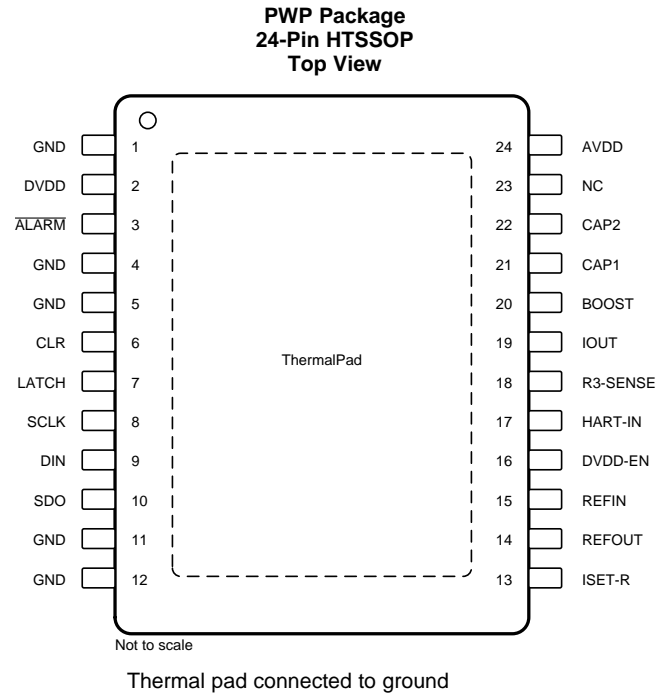 PWP Package
24-Pin HTSSOP
Top View
GND 1 24 AVDD
DVDD 2 23 NC
ALARM 3 22 CAP2
GND 4 21 CAP1
GND 5 20 BOOST
CLR 6 19 IOUT
ThermalPad
LATCH 7 18 R3-SENSE
SCLK 8 17 HART-IN
DIN 9 16 DVDD-EN
SDO 10 15 REFIN
GND 11 14 REFOUT
GND 12 13 ISET-R
Not to scale
Thermal pad connected to ground